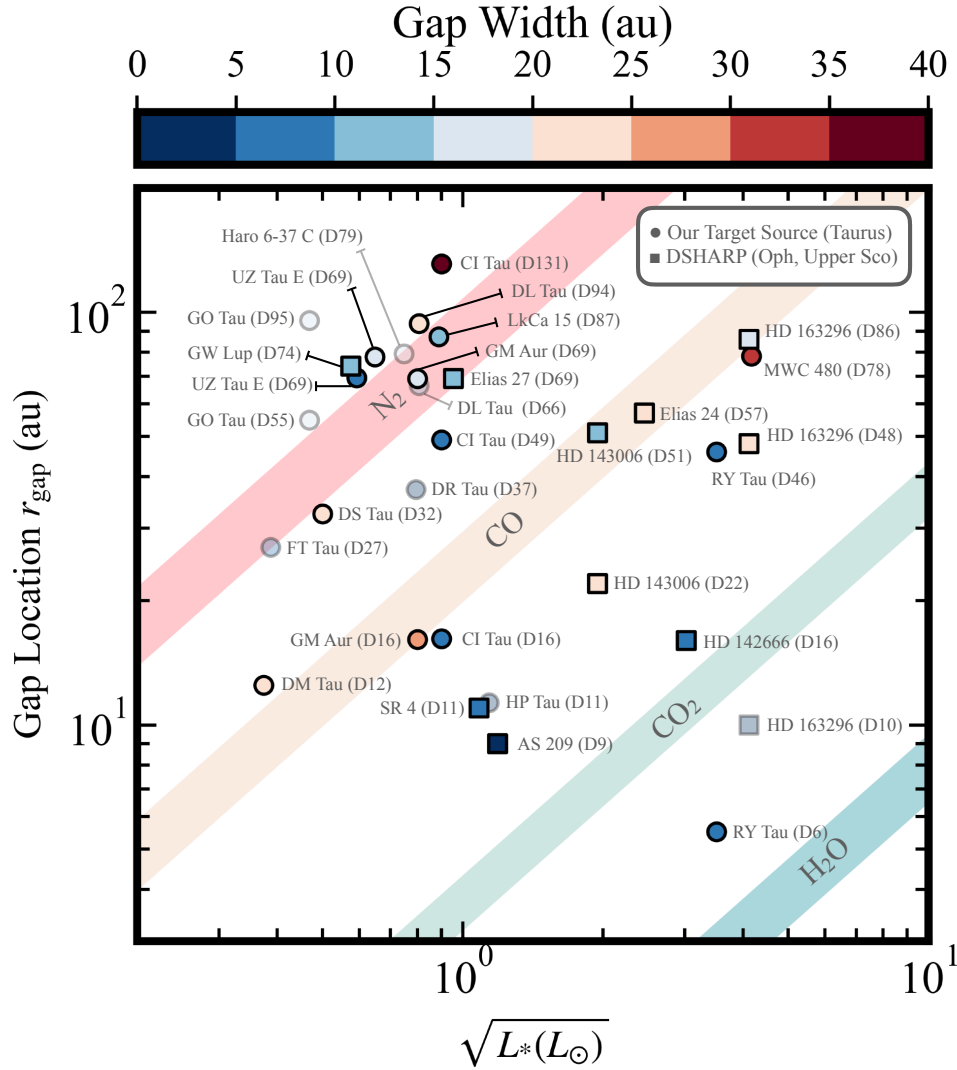 Gap Width (au)
0 5 10 15 20 25 30 35 40
Our Target Source (Taurus)
DSHARP (Oph, Upper Sco)
Haro 6-37 C (D79)
CI Tau (D131)
UZ Tau E (D69)
DL Tau (D94)
GO Tau (D95)
LkCa 15 (D87)
HD 163296 (D86)
GW Lup (D74)
GM Aur (D69)
MWC 480 (D78)
UZ Tau E (D69)
Elias 27 (D69)
N₂
GO Tau (D55)
DL Tau (D66)
Elias 24 (D57)
CI Tau (D49)
HD 143006 (D51)
HD 163296 (D48)
RY Tau (D46)
DR Tau (D37)
DS Tau (D32)
CO
FT Tau (D27)
HD 143006 (D22)
GM Aur (D16)
CI Tau (D16)
HD 142666 (D16)
DM Tau (D12)
SR 4 (D11)
HP Tau (D11)
CO₂
HD 163296 (D10)
AS 209 (D9)
RY Tau (D6)
H₂O
10²
10¹
Gap Location r_gap (au)
10⁰ 10¹
√L*(L⊙)